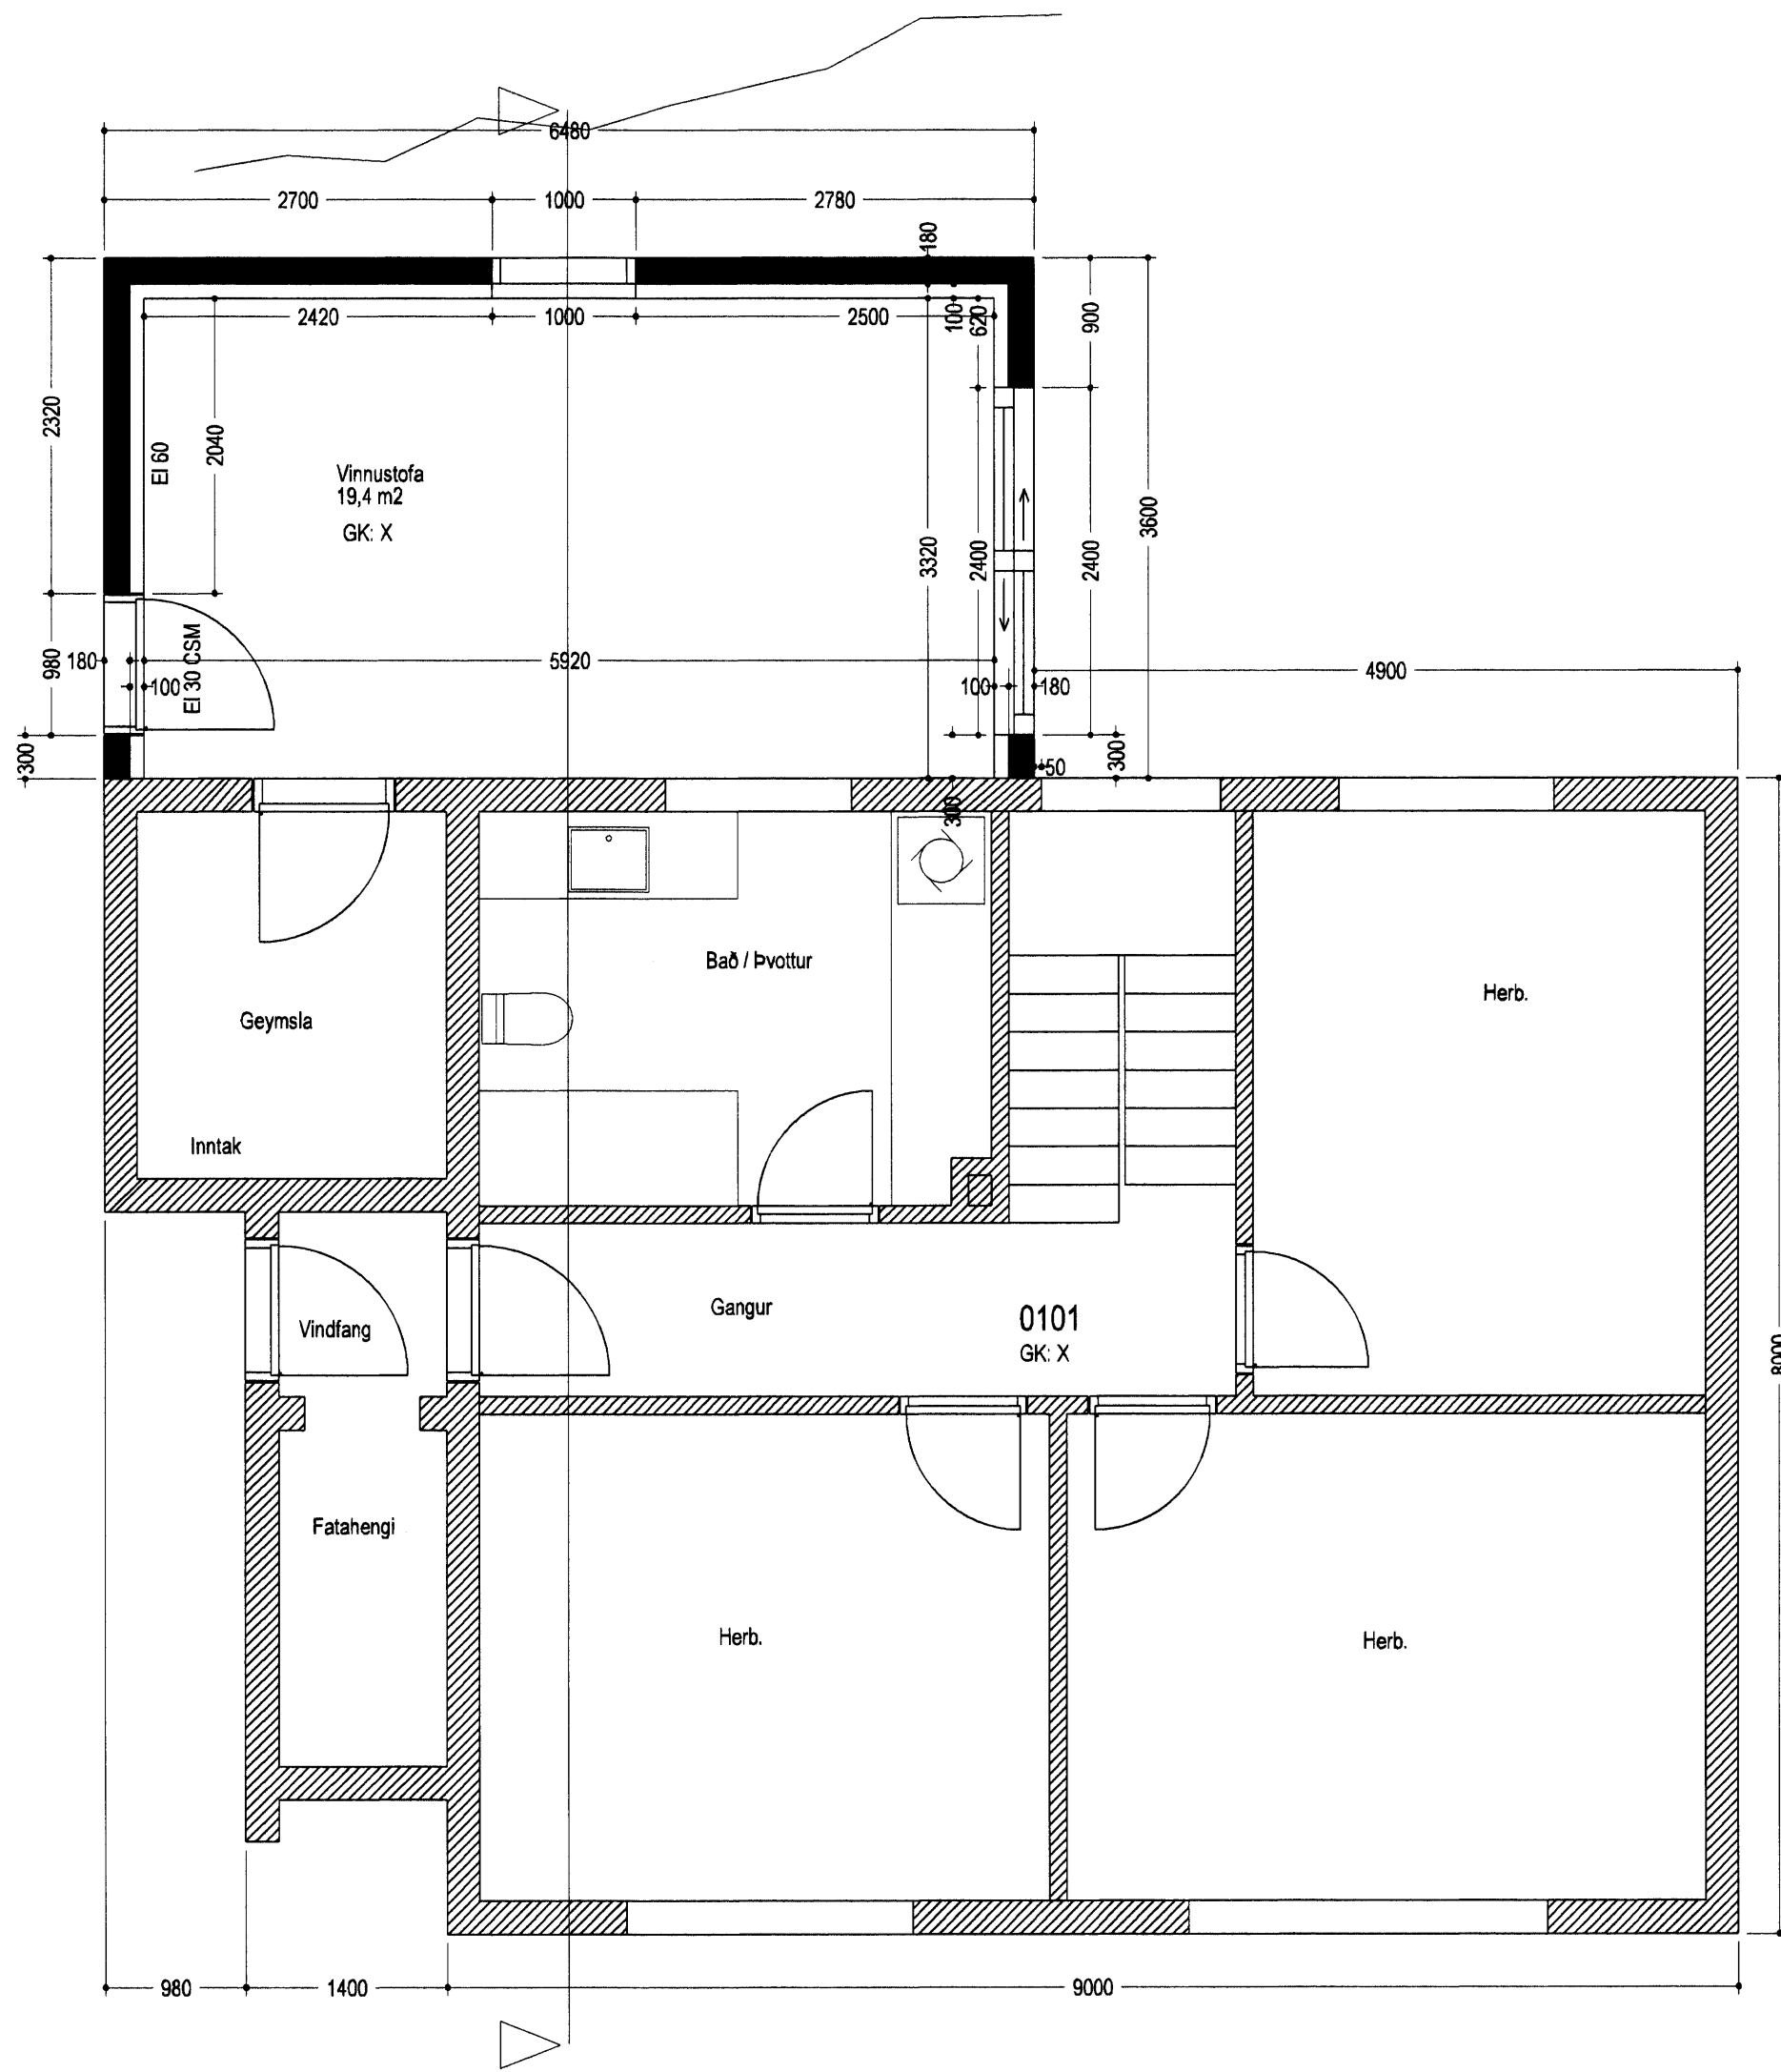 6480
2700
1000
2780
180
2420
1000
2500
100
620
900
2320
EI 60
2040
Vinnustofa
19,4 m2
GK: X
3320
2400
2400
3600
980
180
EI 30 CSM
100
5920
100
180
4900
300
300
50
300
Bað / Þvottur
Herb.
Geymsla
Inntak
Gangur
0101
GK: X
Vindfang
8000
Fatahengi
Herb.
Herb.
980
1400
9000